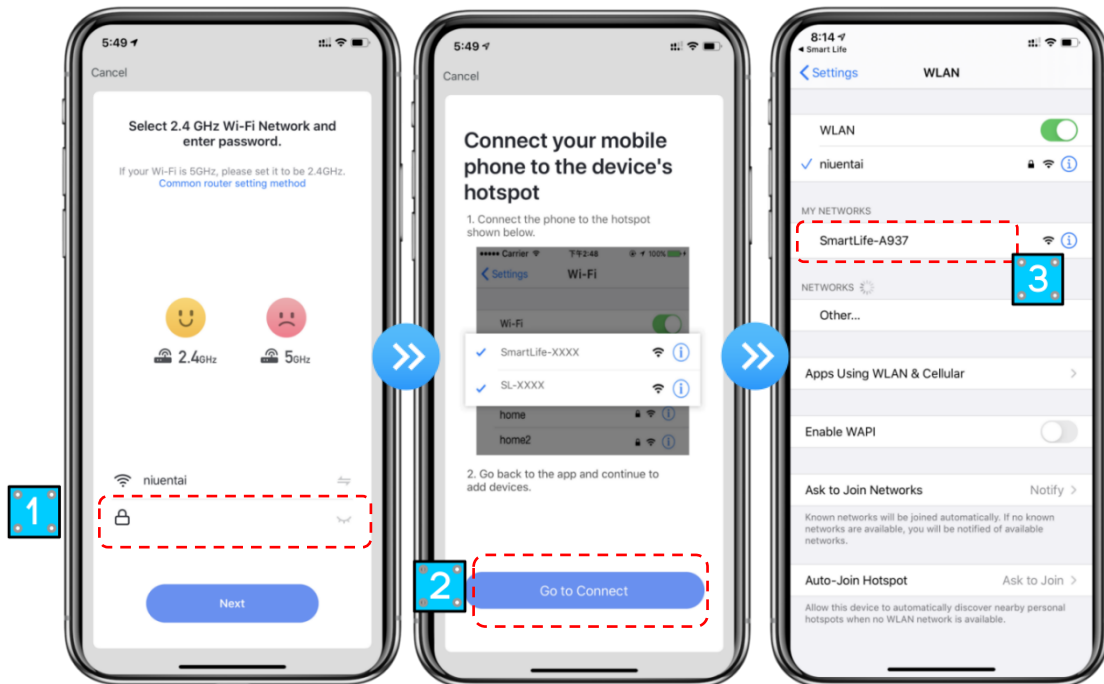 5:49
Cancel
Select 2.4 GHz Wi-Fi Network and
enter password.
If your Wi-Fi is 5GHz, please set it to be 2.4GHz.
Common router setting method
2.4GHz
5GHz
niuentai
1
Next
5:49
Cancel
Connect your mobile
phone to the device's
hotspot
1. Connect the phone to the hotspot
shown below.
Carrier 下午2:48 100%
Settings Wi-Fi
Wi-Fi
SmartLife-XXXX
SL-XXXX
home
home2
2. Go back to the app and continue to
add devices.
2
Go to Connect
8:14
Smart Life
Settings WLAN
WLAN
niuentai
MY NETWORKS
SmartLife-A937
3
NETWORKS
Other...
Apps Using WLAN & Cellular
Enable WAPI
Ask to Join Networks Notify
Known networks will be joined automatically. If no known
networks are available, you will be notified of available
networks.
Auto-Join Hotspot Ask to Join
Allow this device to automatically discover nearby personal
hotspots when no WLAN network is available.